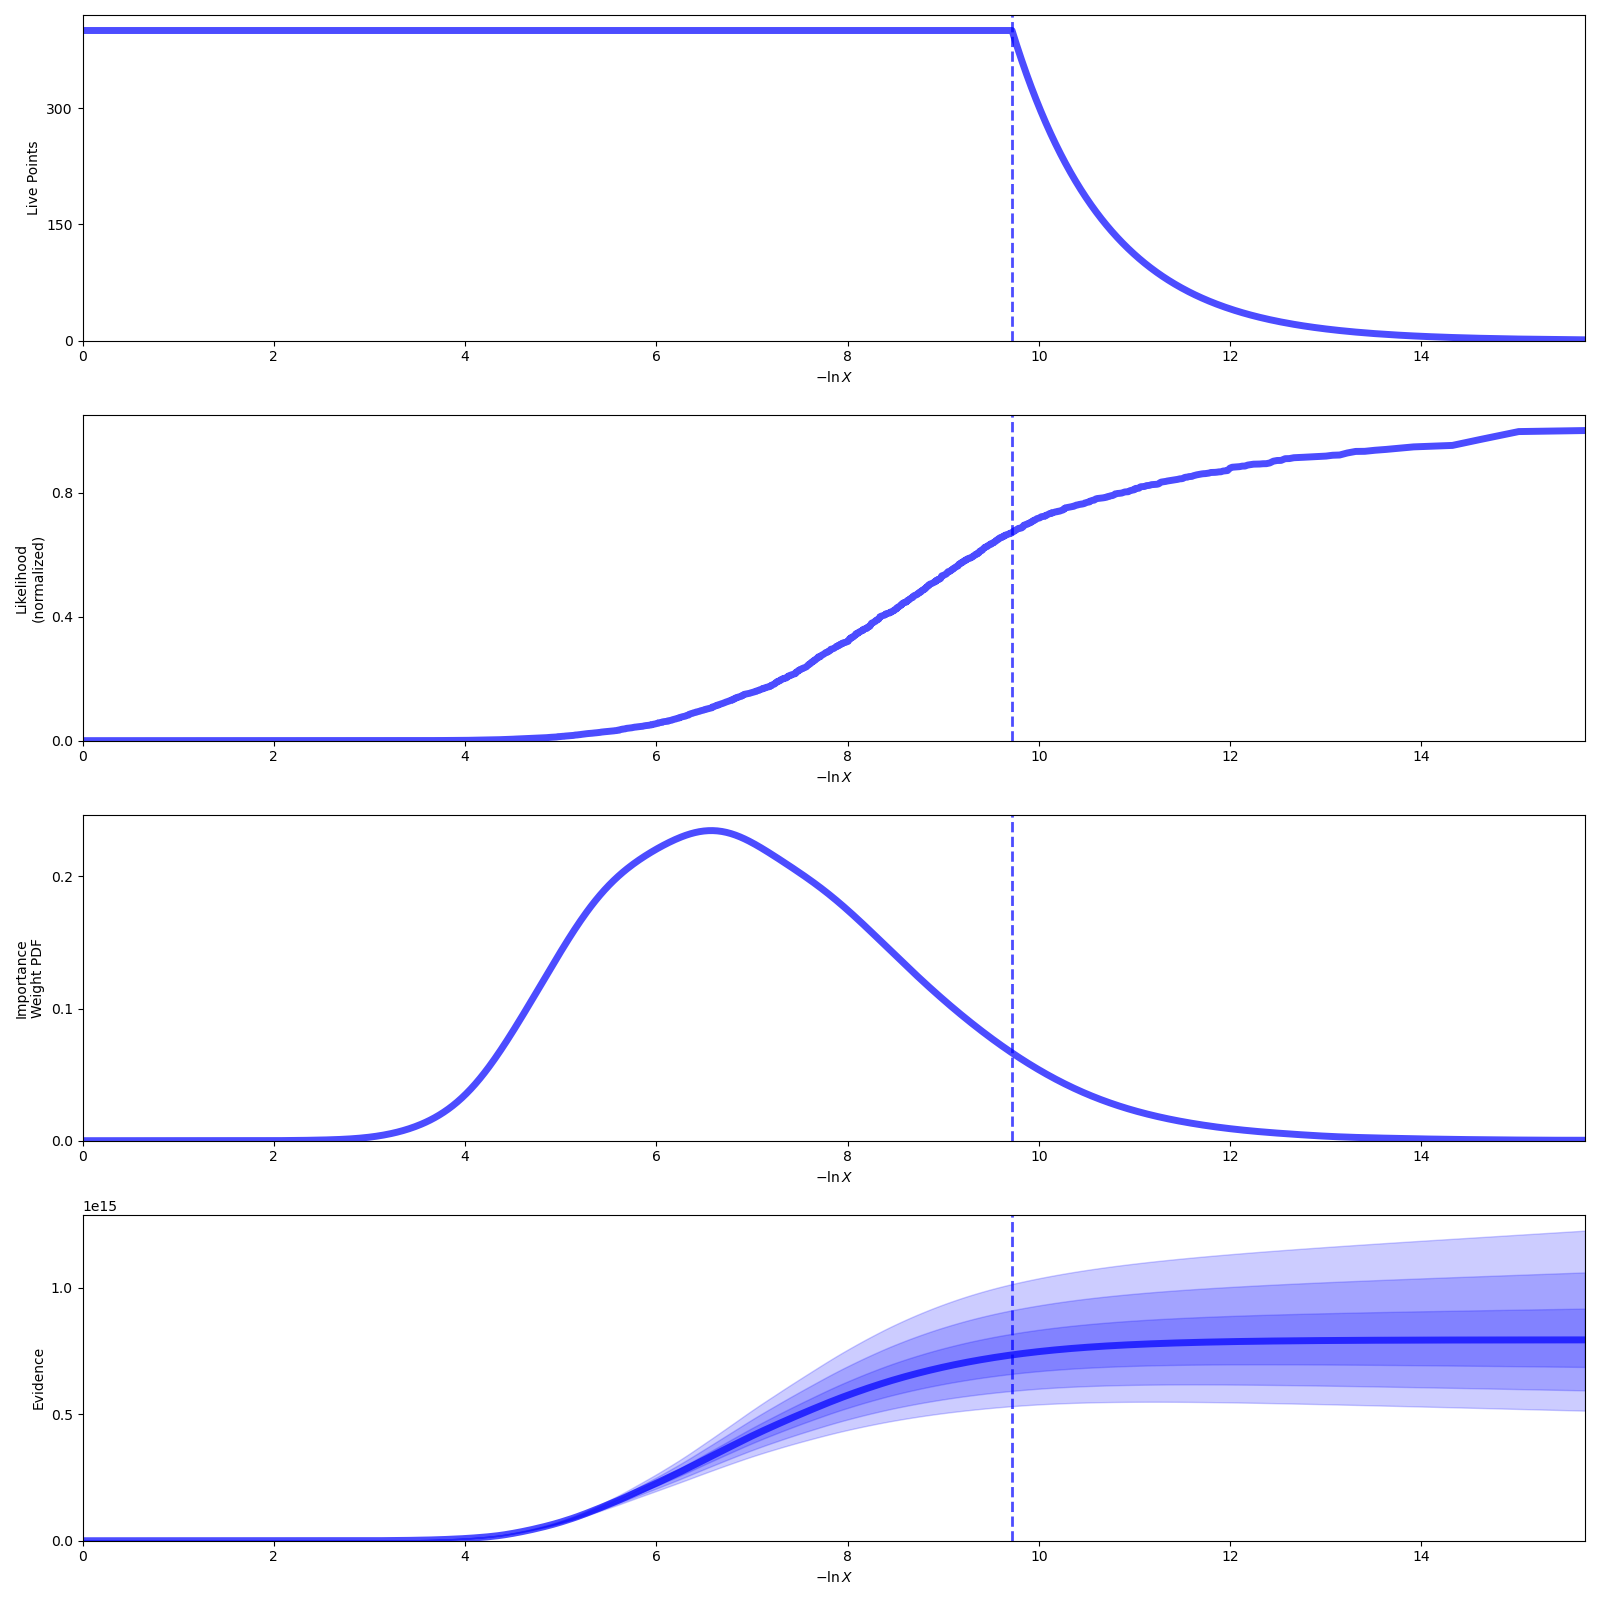 300
150
0
Live Points
0 2 4 6 8 10 12 14
−ln X
0.8
0.4
0.0
Likelihood
(normalized)
0 2 4 6 8 10 12 14
−ln X
0.2
0.1
0.0
Importance
Weight PDF
0 2 4 6 8 10 12 14
−ln X
1e15
1.0
0.5
0.0
Evidence
0 2 4 6 8 10 12 14
−ln X